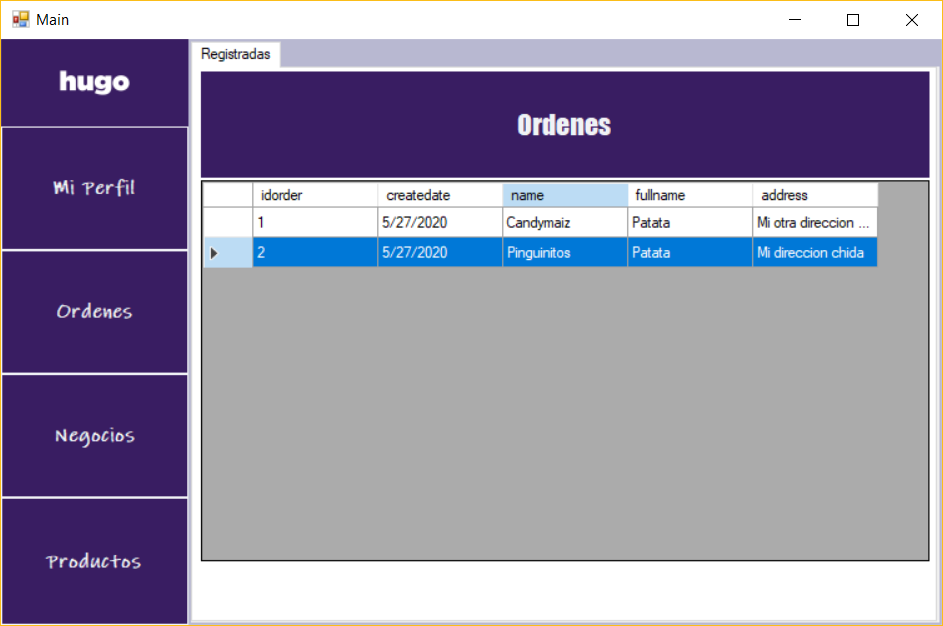 Main
hugo
Mi Perfil
Ordenes
Negocios
Productos
Registradas
Ordenes
idorder createdate name fullname address
1 5/27/2020 Candymaiz Patata Mi otra direccion ...
2 5/27/2020 Pinguinitos Patata Mi direccion chida